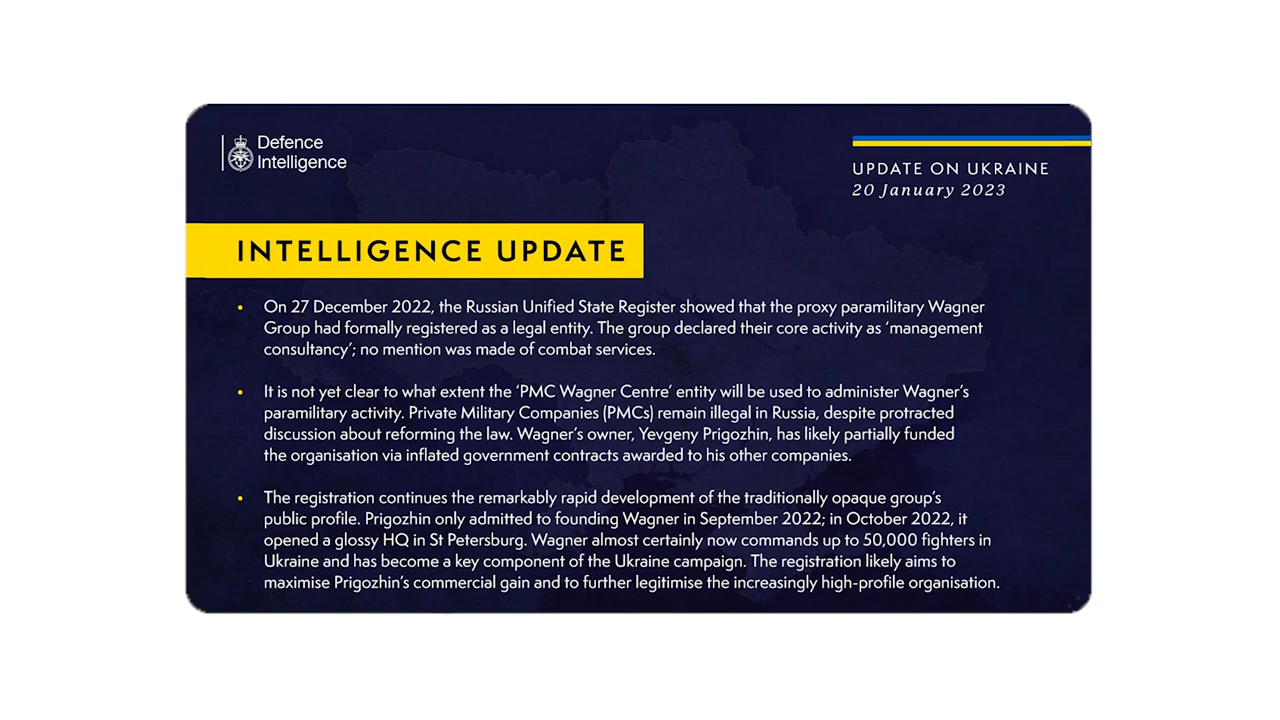 Defence
Intelligence
UPDATE ON UKRAINE
20 January 2023
INTELLIGENCE UPDATE
• On 27 December 2022, the Russian Unified State Register showed that the proxy paramilitary Wagner
Group had formally registered as a legal entity. The group declared their core activity as ‘management
consultancy’; no mention was made of combat services.
• It is not yet clear to what extent the ‘PMC Wagner Centre’ entity will be used to administer Wagner’s
paramilitary activity. Private Military Companies (PMCs) remain illegal in Russia, despite protracted
discussion about reforming the law. Wagner’s owner, Yevgeny Prigozhin, has likely partially funded
the organisation via inflated government contracts awarded to his other companies.
• The registration continues the remarkably rapid development of the traditionally opaque group’s
public profile. Prigozhin only admitted to founding Wagner in September 2022; in October 2022, it
opened a glossy HQ in St Petersburg. Wagner almost certainly now commands up to 50,000 fighters in
Ukraine and has become a key component of the Ukraine campaign. The registration likely aims to
maximise Prigozhin’s commercial gain and to further legitimise the increasingly high-profile organisation.